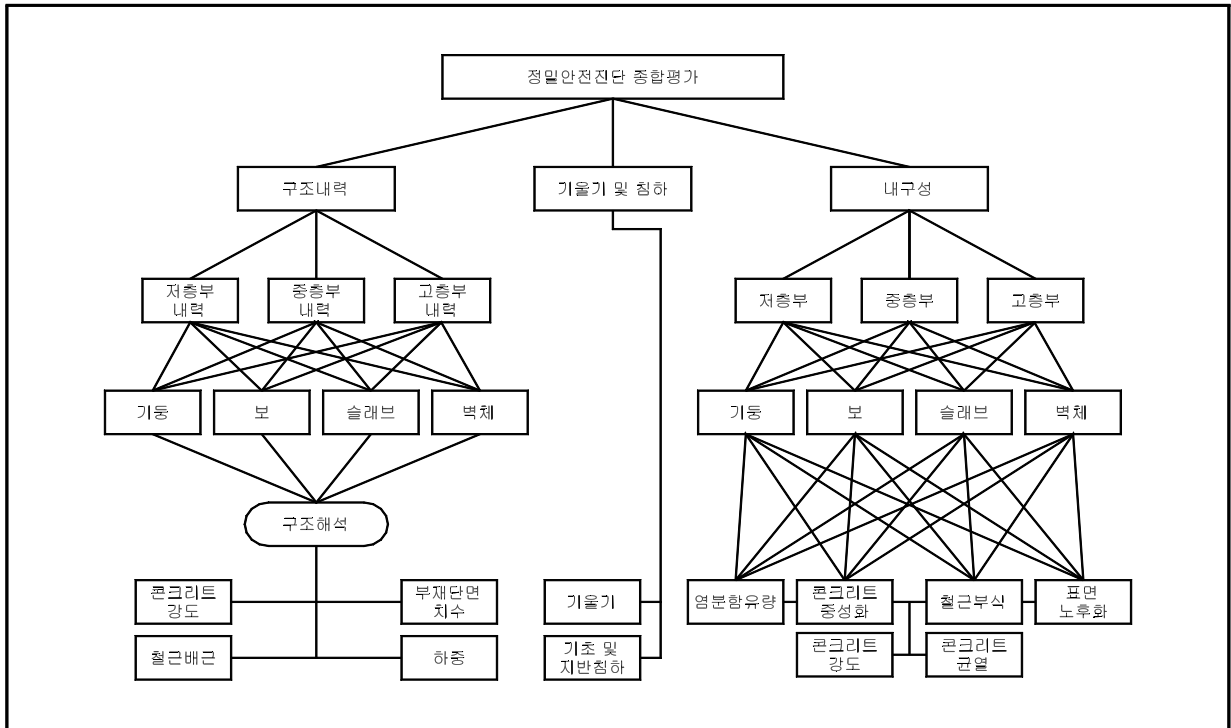 정밀안전진단 종합평가
구조내력
기울기 및 침하
내구성
저층부
내력
중층부
내력
고층부
내력
저층부
중층부
고층부
기둥
보
슬래브
벽체
기둥
보
슬래브
벽체
구조해석
콘크리트
강도
부재단면
치수
기울기
염분함유량
콘크리트
중성화
철근부식
표면
노후화
철근배근
하중
기초 및
지반침하
콘크리트
강도
콘크리트
균열